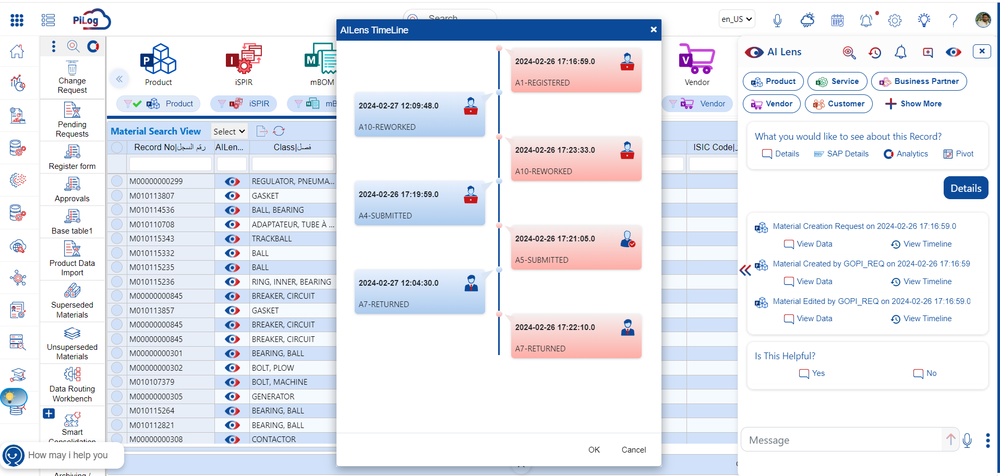 PiLog
Search
en_US
Change
Request
Pending
Requests
Register form
Approvals
Base table1
Product Data
Import
Superseded
Materials
Unsuperseded
Materials
Data Routing
Workbench
Smart
Consolidation
Archiving /
How may i help you
Product
iSPIR
mBOM
Vendor
Product
iSPIR
Vendor
Material Search View
Select
Record No|رقم السجل
AILen...
Class|فصل
ISIC Code|
M00000000299
REGULATOR, PNEUMA...
M010113807
GASKET
M010114536
BALL, BEARING
M010110708
ADAPTATEUR, TUBE À ...
M010115343
TRACKBALL
M010115332
BALL
M010115235
BALL
M010115236
RING, INNER, BEARING
M00000000845
BREAKER, CIRCUIT
M010113857
GASKET
M00000000845
BREAKER, CIRCUIT
M00000000845
BREAKER, CIRCUIT
M00000000301
BEARING, BALL
M00000000302
BOLT, PLOW
M010107379
BOLT, MACHINE
M00000000305
GENERATOR
M010115264
BEARING, BALL
M010112821
BEARING, BALL
M00000000308
CONTACTOR
AILens TimeLine
2024-02-26 17:16:59.0
A1-REGISTERED
2024-02-27 12:09:48.0
A10-REWORKED
2024-02-26 17:23:33.0
A10-REWORKED
2024-02-26 17:19:59.0
A4-SUBMITTED
2024-02-26 17:21:05.0
A5-SUBMITTED
2024-02-27 12:04:30.0
A7-RETURNED
2024-02-26 17:22:10.0
A7-RETURNED
OK
Cancel
AI Lens
Product
Service
Business Partner
Vendor
Customer
Show More
What you would like to see about this Record?
Details
SAP Details
Analytics
Pivot
Details
Material Creation Request on 2024-02-26 17:16:59.0
View Data
View Timeline
Material Created by GOPI_REQ on 2024-02-26 17:16:59
View Data
View Timeline
Material Edited by GOPI_REQ on 2024-02-26 17:16:59.0
View Data
View Timeline
Is This Helpful?
Yes
No
Message